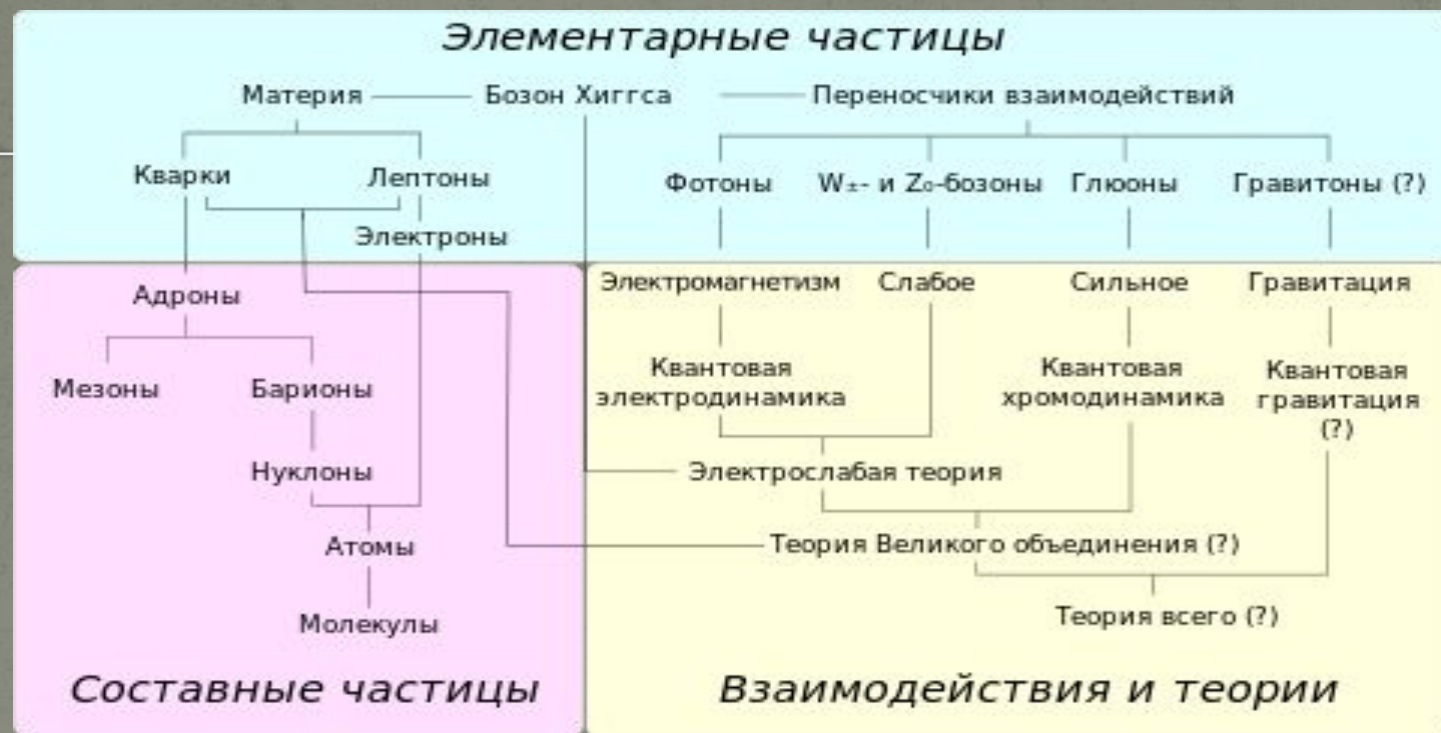 Элементарные частицы
Материя Бозон Хиггса Переносчики взаимодействий
Кварки Лептоны Фотоны W±- и Z₀-бозоны Глюоны Гравитоны (?)
Электроны
Адроны Электромагнетизм Слабое Сильное Гравитация
Мезоны Барионы Квантовая Квантовая Квантовая
электродинамика хромодинамика гравитация
(?)
Нуклоны Электрослабая теория
Атомы Теория Великого объединения (?)
Молекулы Теория всего (?)
Составные частицы Взаимодействия и теории